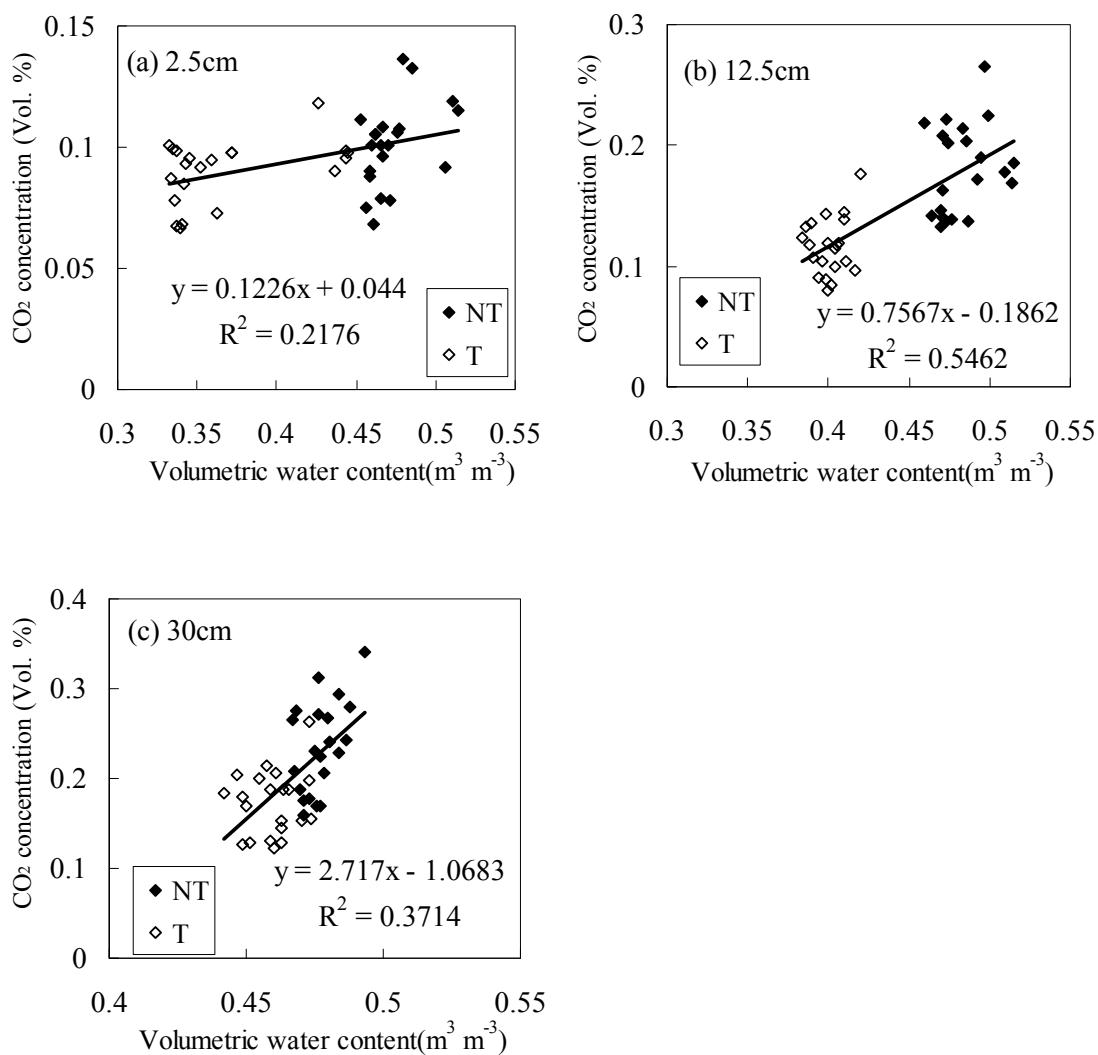 (a) 2.5cm
CO₂ concentration (Vol. %)
0.15
0.1
0.05
0
y = 0.1226x + 0.044
R² = 0.2176
NT
T
0.3 0.35 0.4 0.45 0.5 0.55
Volumetric water content(m³ m⁻³)
(b) 12.5cm
CO₂ concentration (Vol. %)
0.3
0.2
0.1
0
NT
T
y = 0.7567x - 0.1862
R² = 0.5462
0.3 0.35 0.4 0.45 0.5 0.55
Volumetric water content(m³ m⁻³)
(c) 30cm
CO₂ concentration (Vol. %)
0.4
0.3
0.2
0.1
0
NT
T
y = 2.717x - 1.0683
R² = 0.3714
0.4 0.45 0.5 0.55
Volumetric water content(m³ m⁻³)